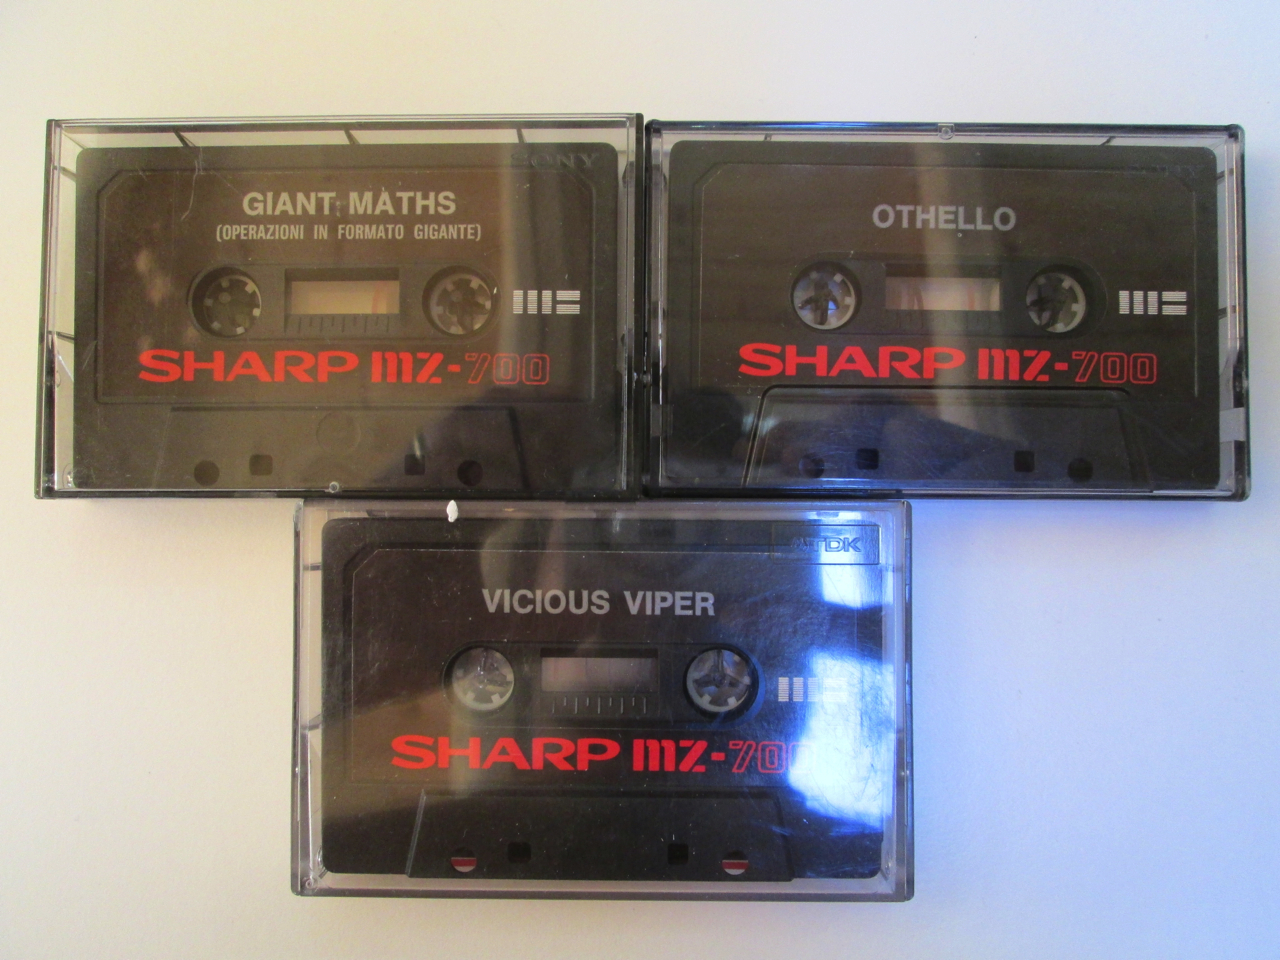 SONY
GIANT MATHS
(OPERAZIONI IN FORMATO GIGANTE)
SHARP MZ-700
OTHELLO
SHARP MZ-700
TDK
VICIOUS VIPER
SHARP MZ-700